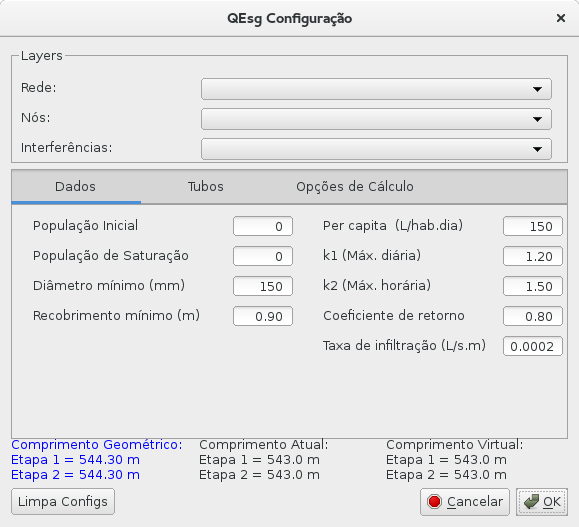 QEsg Configuração
×
Layers
Rede:
Nós:
Interferências:
Dados Tubos Opções de Cálculo
População Inicial 0 Per capita (L/hab.dia) 150
População de Saturação 0 k1 (Máx. diária) 1.20
Diâmetro mínimo (mm) 150 k2 (Máx. horária) 1.50
Recobrimento mínimo (m) 0.90 Coeficiente de retorno 0.80
Taxa de infiltração (L/s.m) 0.0002
Comprimento Geométrico: Comprimento Atual: Comprimento Virtual:
Etapa 1 = 544.30 m Etapa 1 = 543.0 m Etapa 1 = 543.0 m
Etapa 2 = 544.30 m Etapa 2 = 543.0 m Etapa 2 = 543.0 m
Limpa Configs Cancelar OK